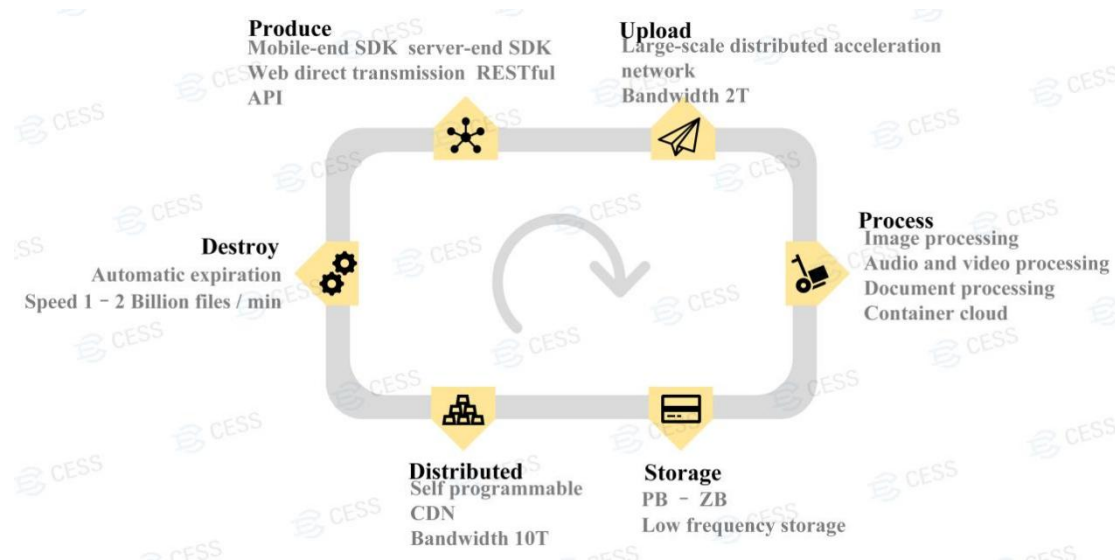 Produce
Mobile-end SDK server-end SDK
Web direct transmission RESTful
API
Upload
Large-scale distributed acceleration
network
Bandwidth 2T
Process
Image processing
Audio and video processing
Document processing
Container cloud
Storage
PB – ZB
Low frequency storage
Distributed
Self programmable
CDN
Bandwidth 10T
Destroy
Automatic expiration
Speed 1 – 2 Billion files / min
CESS